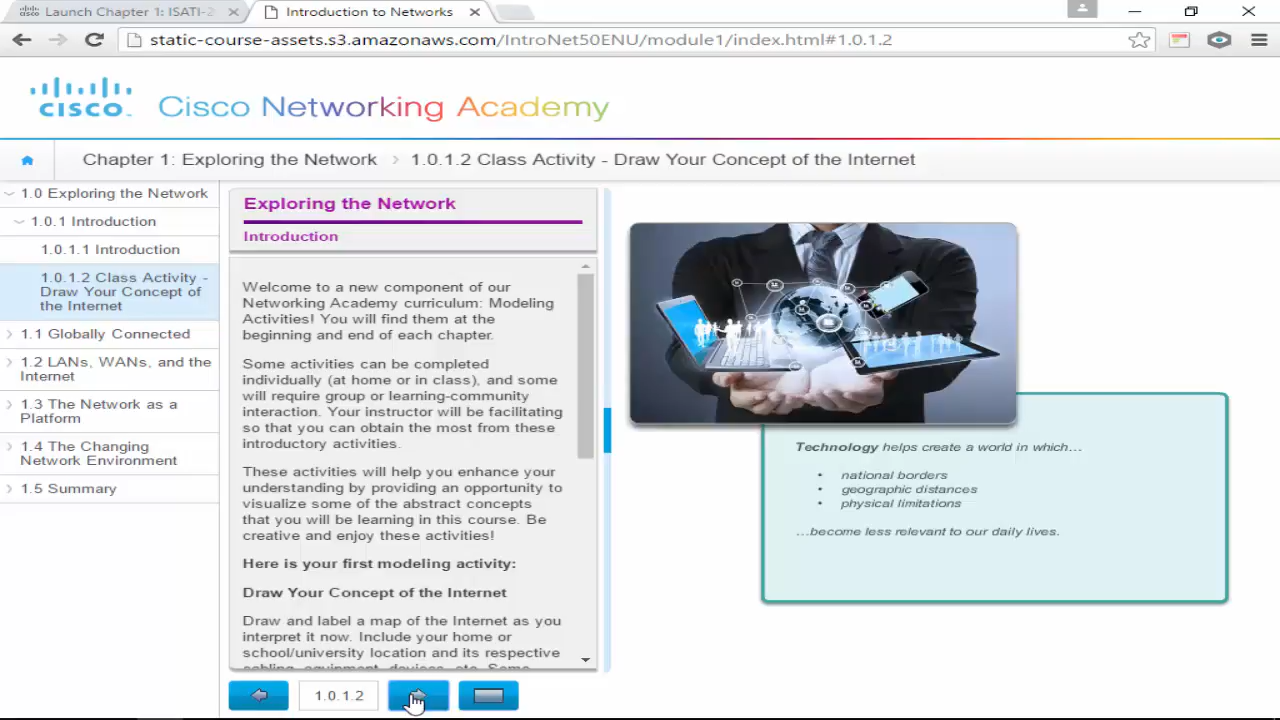 Launch Chapter 1: ISATI-2
Introduction to Networks
static-course-assets.s3.amazonaws.com/IntroNet50ENU/module1/index.html#1.0.1.2
CISCO Cisco Networking Academy
Chapter 1: Exploring the Network > 1.0.1.2 Class Activity - Draw Your Concept of the Internet
1.0 Exploring the Network
1.0.1 Introduction
1.0.1.1 Introduction
1.0.1.2 Class Activity -
Draw Your Concept of
the Internet
1.1 Globally Connected
1.2 LANs, WANs, and the
Internet
1.3 The Network as a
Platform
1.4 The Changing
Network Environment
1.5 Summary
Exploring the Network
Introduction
Welcome to a new component of our
Networking Academy curriculum: Modeling
Activities! You will find them at the
beginning and end of each chapter.
Some activities can be completed
individually (at home or in class), and some
will require group or learning-community
interaction. Your instructor will be facilitating
so that you can obtain the most from these
introductory activities.
These activities will help you enhance your
understanding by providing an opportunity to
visualize some of the abstract concepts
that you will be learning in this course. Be
creative and enjoy these activities!
Here is your first modeling activity:
Draw Your Concept of the Internet
Draw and label a map of the Internet as you
interpret it now. Include your home or
school/university location and its respective
cabling, equipment, devices, etc. Some
Technology helps create a world in which…
• national borders
• geographic distances
• physical limitations
…become less relevant to our daily lives.
1.0.1.2